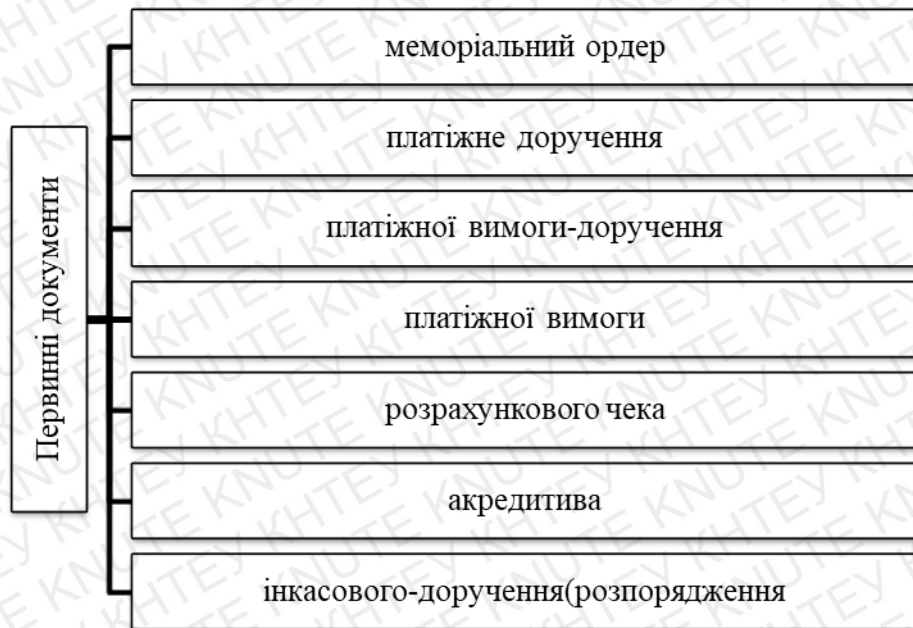 Первинні документи
меморіальний ордер
платіжне доручення
платіжної вимоги-доручення
платіжної вимоги
розрахункового чека
акредитива
інкасового-доручення(розпорядження